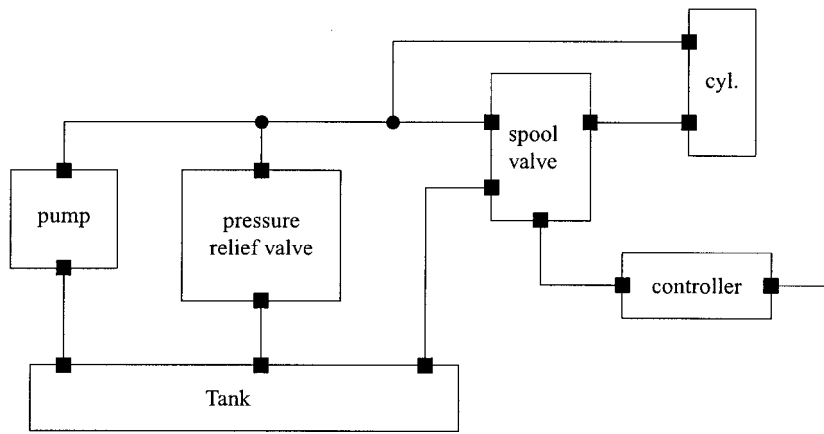 cyl.
spool
valve
pump
pressure
relief valve
controller
Tank